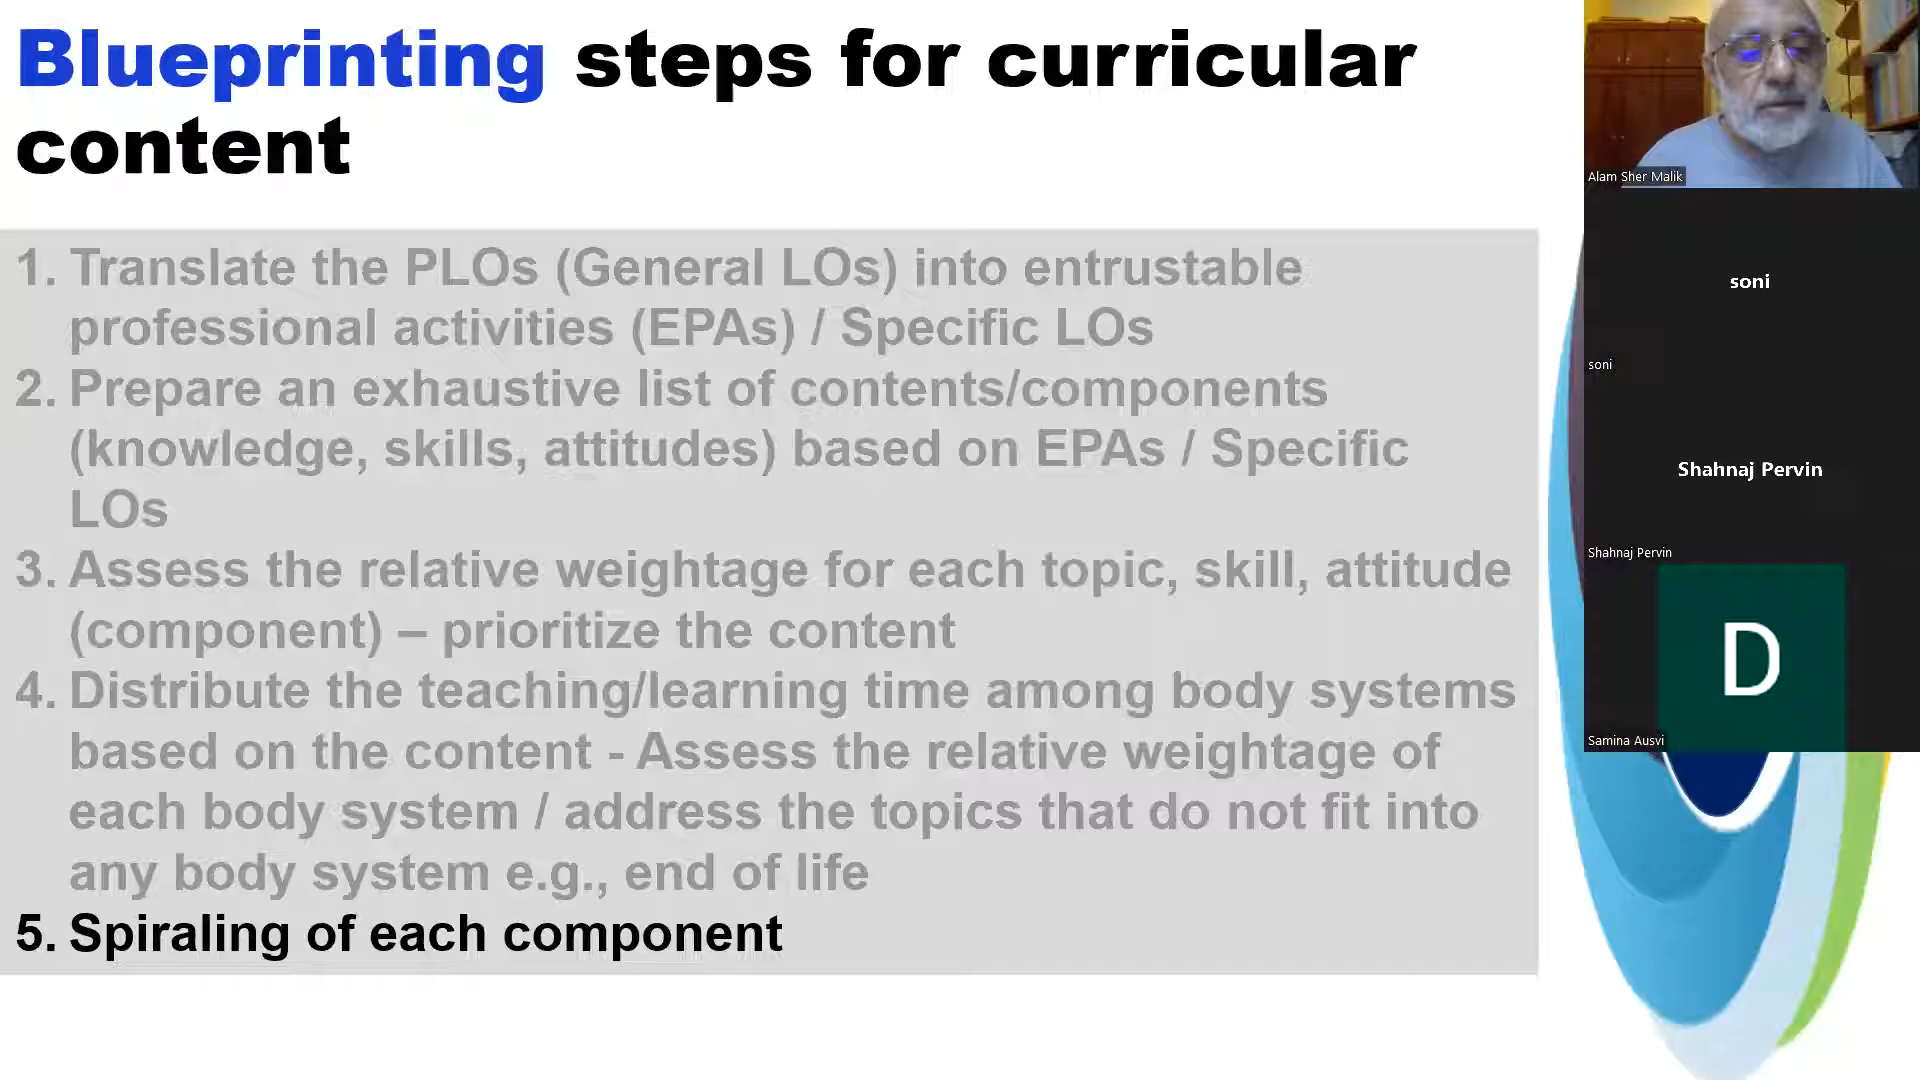 Blueprinting steps for curricular
content
1. Translate the PLOs (General LOs) into entrustable
professional activities (EPAs) / Specific LOs
2. Prepare an exhaustive list of contents/components
(knowledge, skills, attitudes) based on EPAs / Specific
LOs
3. Assess the relative weightage for each topic, skill, attitude
(component) – prioritize the content
4. Distribute the teaching/learning time among body systems
based on the content - Assess the relative weightage of
each body system / address the topics that do not fit into
any body system e.g., end of life
5. Spiraling of each component
Alam Sher Malik
soni
soni
Shahnaj Pervin
Shahnaj Pervin
D
Samina Ausvi